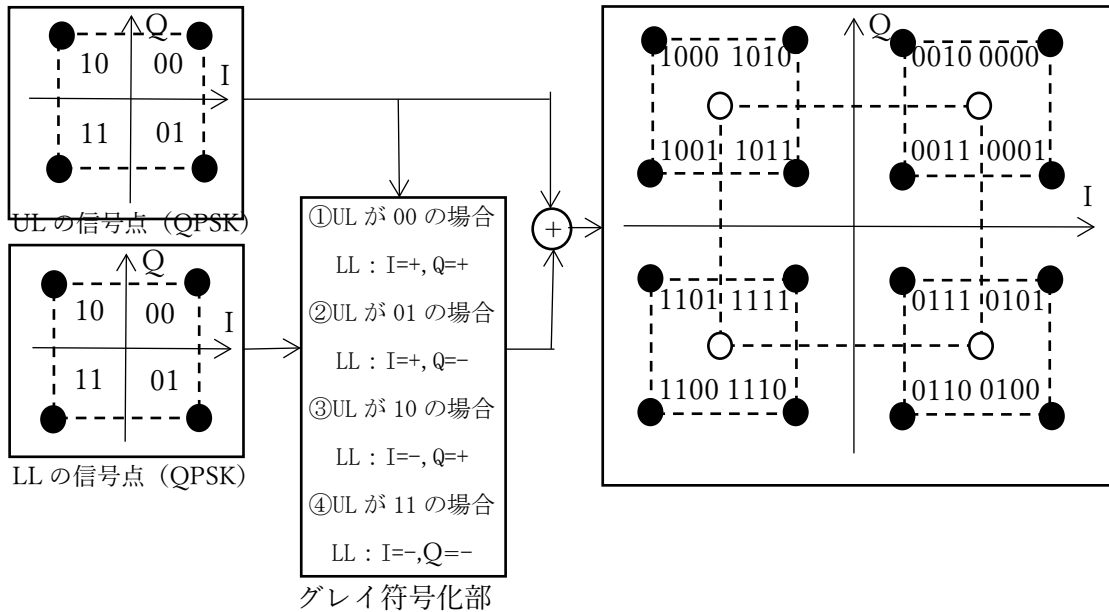 Q
10 00
I
11 01
ULの信号点(QPSK)
Q
10 00
I
11 01
LLの信号点(QPSK)
①ULが00の場合
LL:I=+,Q=+
②ULが01の場合
LL:I=+,Q=-
③ULが10の場合
LL:I=-,Q=+
④ULが11の場合
LL:I=-,Q=-
グレイ符号化部
+
Q
1000 1010 0010 0000
1001 1011 0011 0001
I
1101 1111 0111 0101
1100 1110 0110 0100